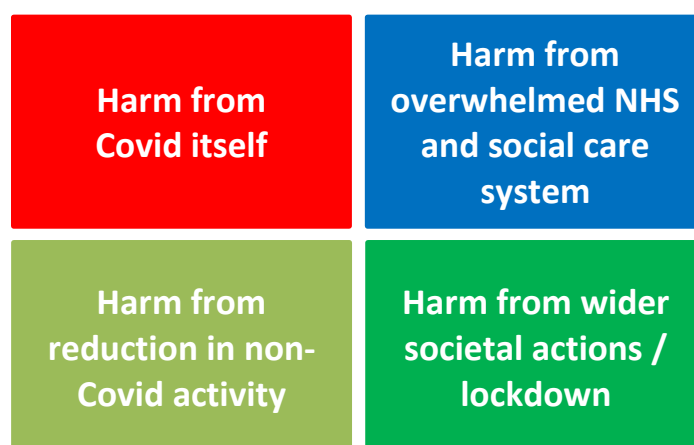 Harm from
Covid itself
Harm from
overwhelmed NHS
and social care
system
Harm from
reduction in non-
Covid activity
Harm from wider
societal actions /
lockdown